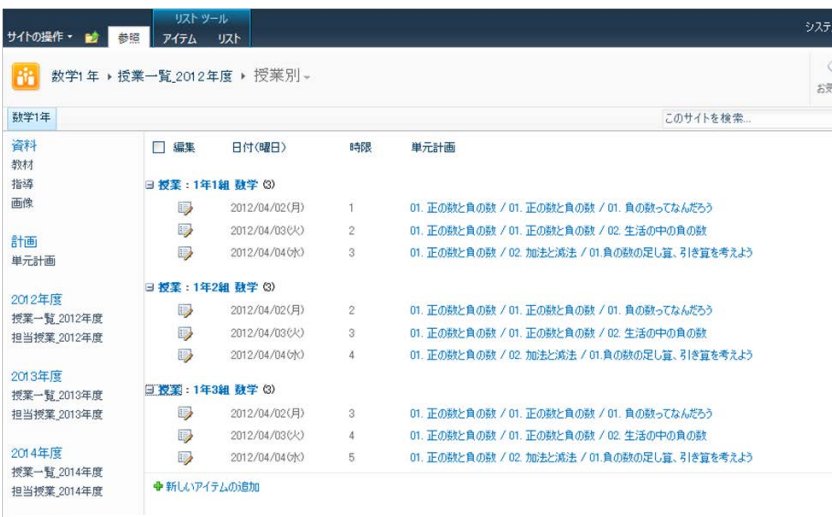 リスト ツール
サイトの操作 参照 アイテム リスト
数学1年 授業一覧_2012年度 授業別
数学1年
このサイトを検索...
資料
教材
指導
画像
計画
単元計画
2012年度
授業一覧_2012年度
担当授業_2012年度
2013年度
授業一覧_2013年度
担当授業_2013年度
2014年度
授業一覧_2014年度
担当授業_2014年度
編集 日付(曜日) 時限 単元計画
授業 : 1年1組 数学 (3)
2012/04/02(月) 1 01. 正の数と負の数 / 01. 正の数と負の数 / 01. 負の数ってなんだろう
2012/04/03(火) 2 01. 正の数と負の数 / 01. 正の数と負の数 / 02. 生活の中の負の数
2012/04/04(水) 3 01. 正の数と負の数 / 02. 加法と減法 / 01.負の数の足し算、引き算を考えよう
授業 : 1年2組 数学 (3)
2012/04/02(月) 2 01. 正の数と負の数 / 01. 正の数と負の数 / 01. 負の数ってなんだろう
2012/04/03(火) 3 01. 正の数と負の数 / 01. 正の数と負の数 / 02. 生活の中の負の数
2012/04/04(水) 4 01. 正の数と負の数 / 02. 加法と減法 / 01.負の数の足し算、引き算を考えよう
授業 : 1年3組 数学 (3)
2012/04/02(月) 3 01. 正の数と負の数 / 01. 正の数と負の数 / 01. 負の数ってなんだろう
2012/04/03(火) 4 01. 正の数と負の数 / 01. 正の数と負の数 / 02. 生活の中の負の数
2012/04/04(水) 5 01. 正の数と負の数 / 02. 加法と減法 / 01.負の数の足し算、引き算を考えよう
新しいアイテムの追加